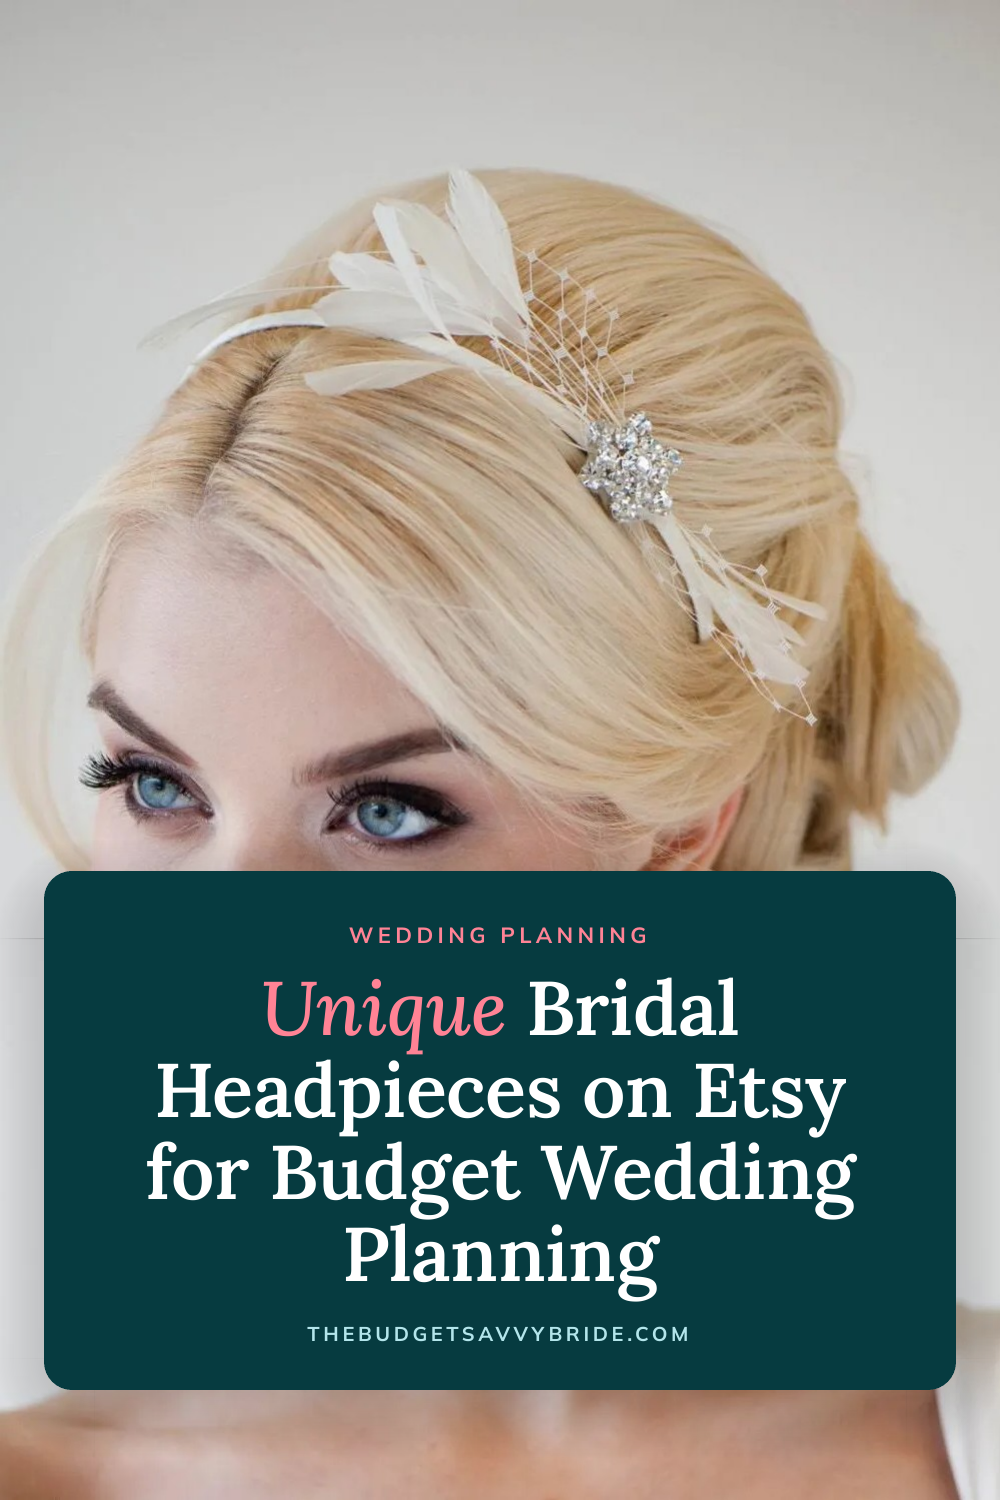 WEDDING PLANNING
Unique Bridal
Headpieces on Etsy
for Budget Wedding
Planning
THEBUDGETSAVVYBRIDE.COM